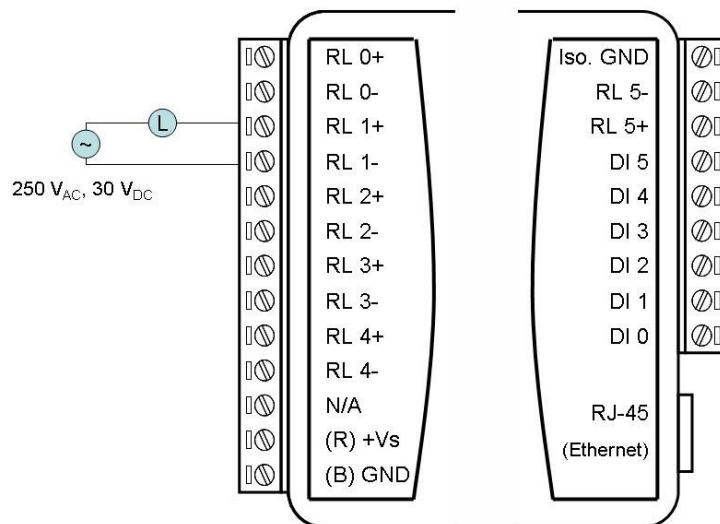 RL 0+
RL 0-
RL 1+
RL 1-
RL 2+
RL 2-
RL 3+
RL 3-
RL 4+
RL 4-
N/A
(R) +Vs
(B) GND
L
~
250 VAC, 30 VDC
Iso. GND
RL 5-
RL 5+
DI 5
DI 4
DI 3
DI 2
DI 1
DI 0
RJ-45
(Ethernet)